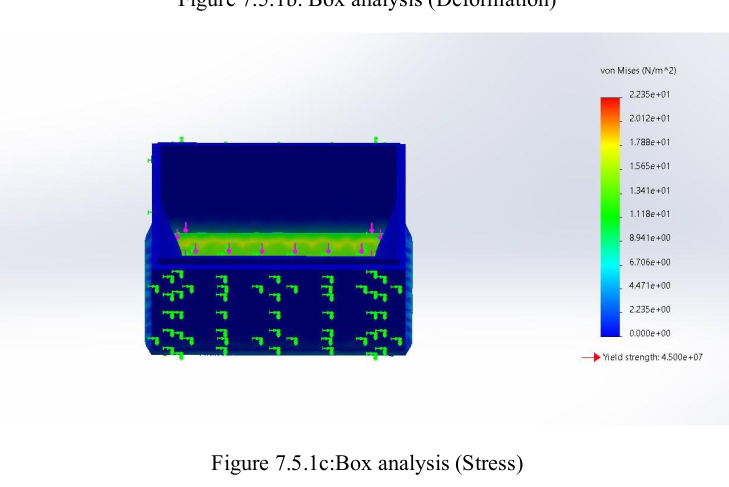 Figure 7.5.1b: Box analysis (Deformation)
von Mises (N/m^2)
2.235e+01
2.012e+01
1.788e+01
1.565e+01
1.341e+01
1.118e+01
8.941e+00
6.706e+00
4.471e+00
2.235e+00
0.000e+00
Yield strength: 4.500e+07
Figure 7.5.1c:Box analysis (Stress)